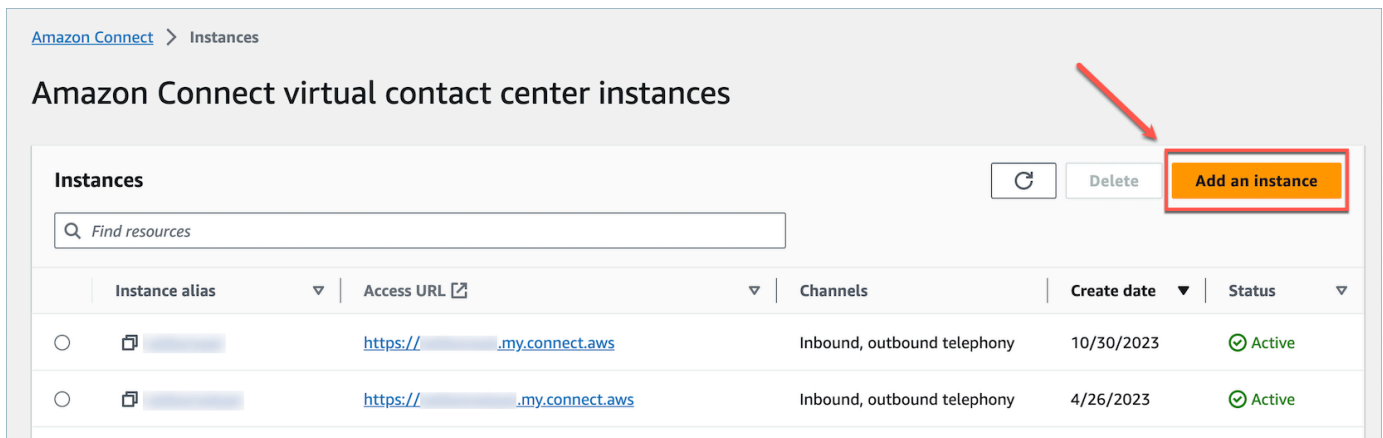 Amazon Connect > Instances
Amazon Connect virtual contact center instances
Instances
Delete
Add an instance
Find resources
Instance alias Access URL Channels Create date Status
https:// .my.connect.aws Inbound, outbound telephony 10/30/2023 Active
https:// .my.connect.aws Inbound, outbound telephony 4/26/2023 Active